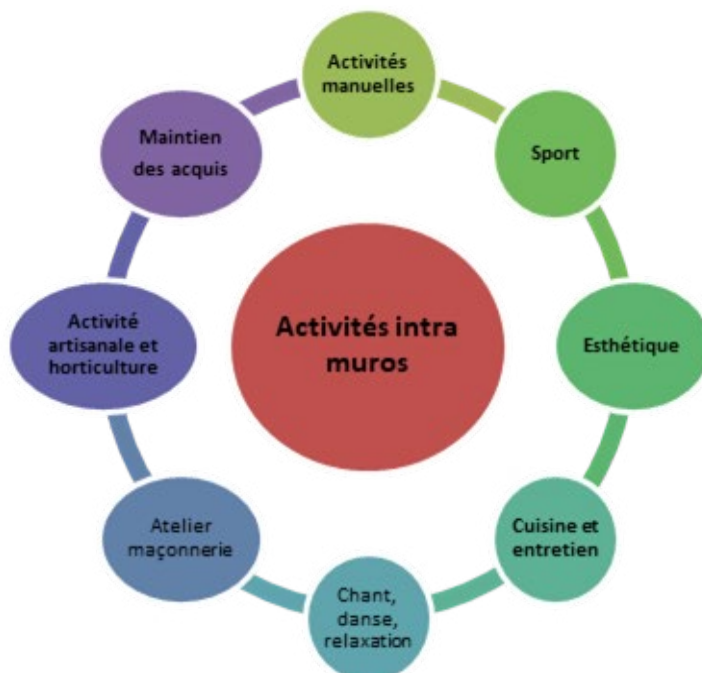 Activités
manuelles
Sport
Esthétique
Cuisine et
entretien
Chant,
danse,
relaxation
Atelier
maçonnerie
Activité
artisanale et
horticulture
Maintien
des acquis
Activités intra
muros